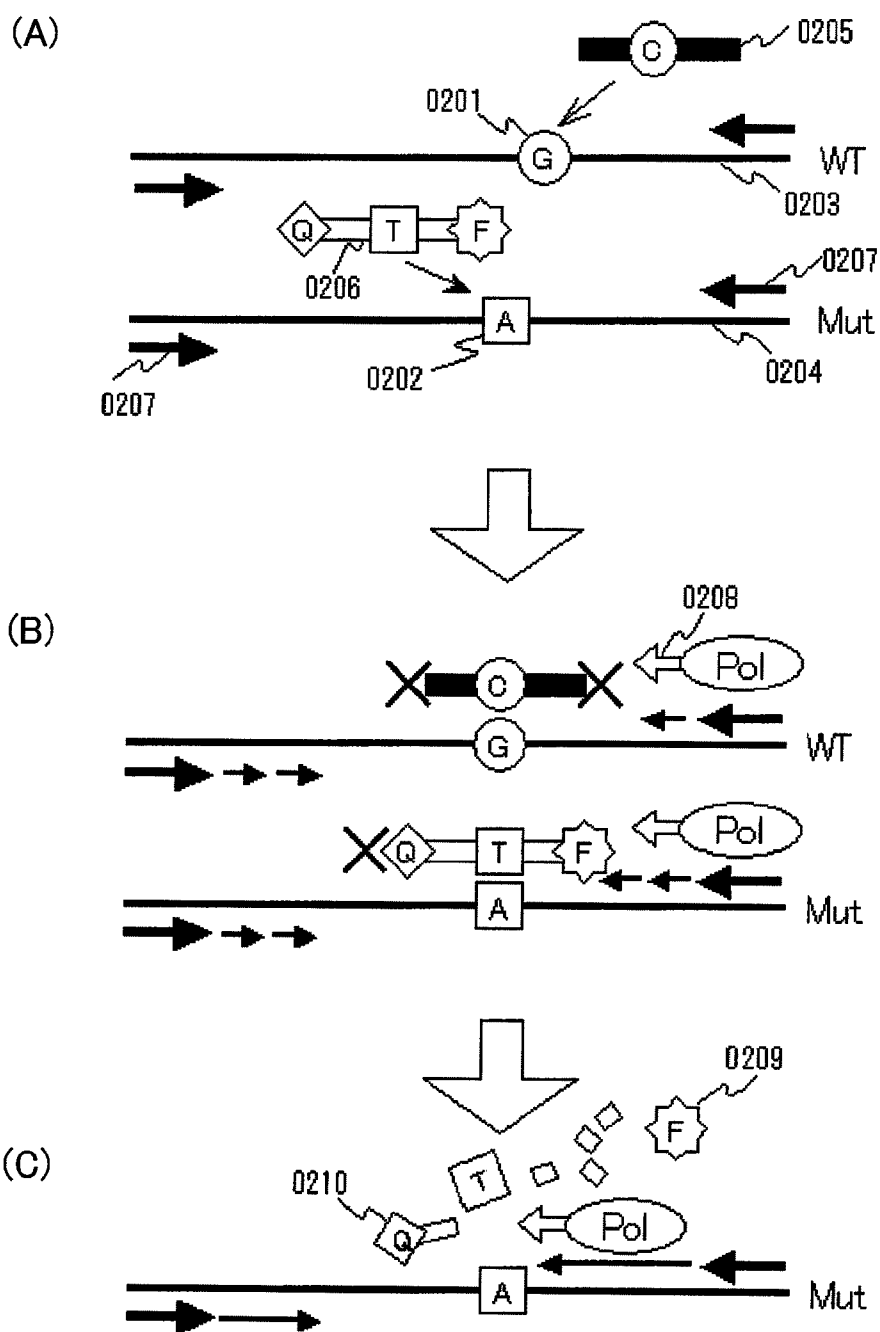 (A)
0205
C
0201
G
WT
0203
Q T F
0206
0207
A
Mut
0202
0204
0207
(B)
0208
Pol
C
G
WT
Pol
Q T F
A
Mut
0209
F
(C)
0210
T
Q
Pol
A
Mut